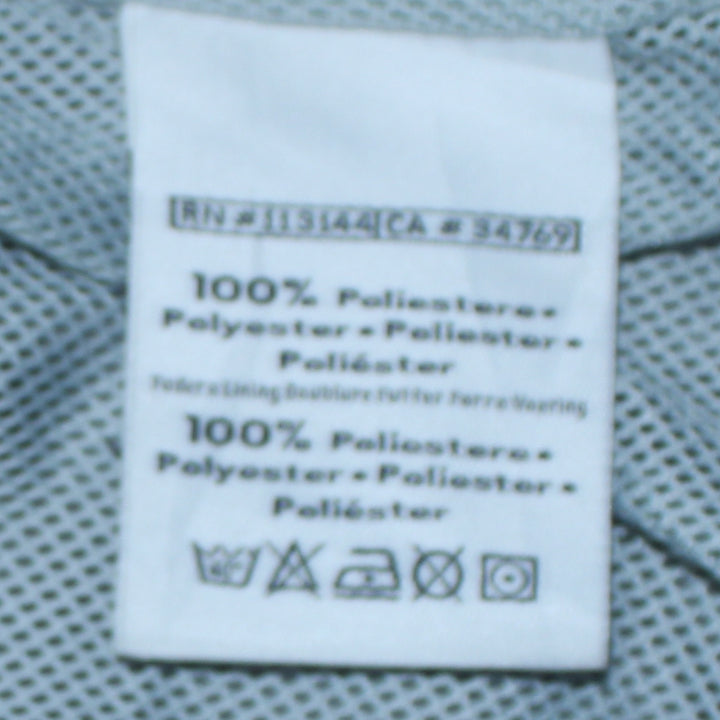 RN #113144 CA # 34769
100% Poliestere-
Polyester - Poliester -
Poliéster
Fodera Lining Doublure Futter Forro Voering
100% Poliestere-
Polyester - Poliester -
Poliéster